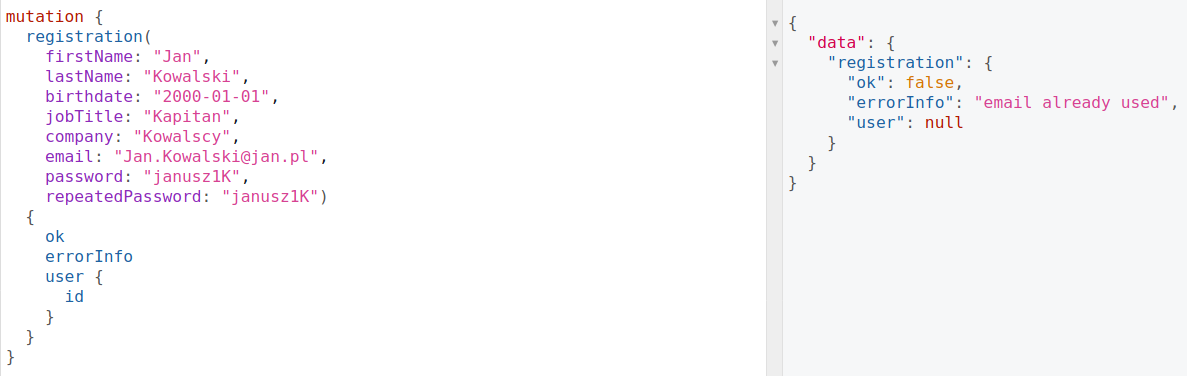 mutation {
  registration(
    firstName: "Jan",
    lastName: "Kowalski",
    birthdate: "2000-01-01",
    jobTitle: "Kapitan",
    company: "Kowalscy",
    email: "Jan.Kowalski@jan.pl",
    password: "janusz1K",
    repeatedPassword: "janusz1K")
  {
    ok
    errorInfo
    user {
      id
    }
  }
}
{
  "data": {
    "registration": {
      "ok": false,
      "errorInfo": "email already used",
      "user": null
    }
  }
}